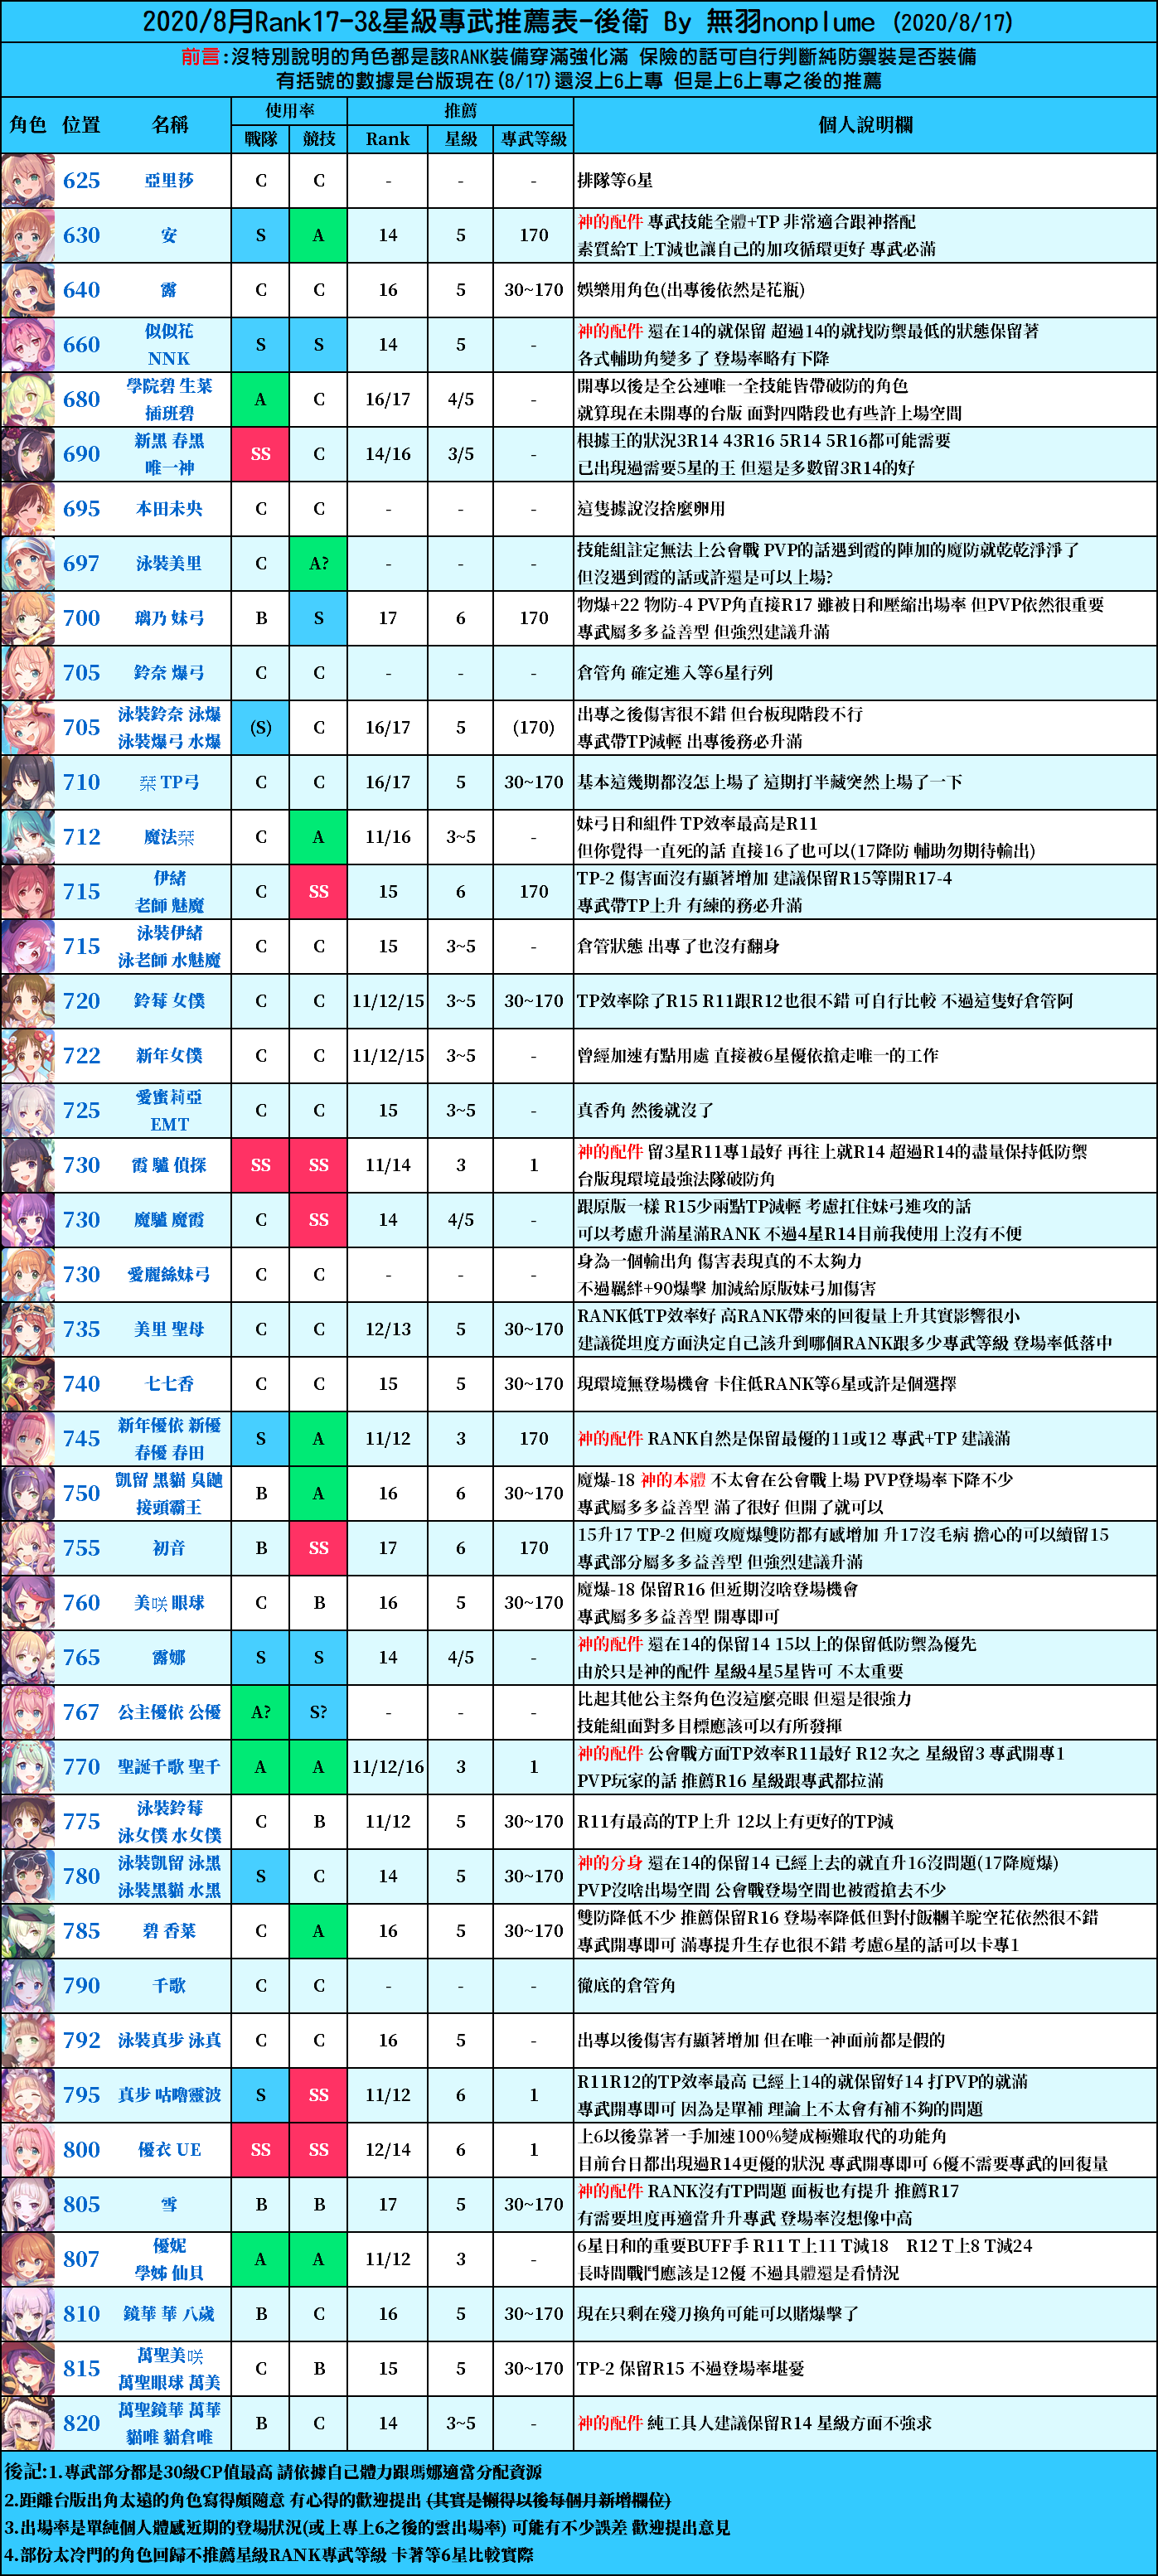 2020/8月Rank17-3&星級專武推薦表-後衛 By 無羽nonplume (2020/8/17)
前言:沒特別說明的角色都是該RANK裝備穿滿強化滿 保險的話可自行判斷純防禦裝是否裝備
有括號的數據是台版現在(8/17)還沒上6上專 但是上6上專之後的推薦
角色 位置 名稱 使用率 推薦 個人說明欄
戰隊 競技 Rank 星級 專武等級
625 亞里莎 C C - - - 排隊等6星
630 安 S A 14 5 170 神的配件 專武技能全體+TP 非常適合跟神搭配
素質給T上T減也讓自己的加攻循環更好 專武必滿
640 露 C C 16 5 30~170 娛樂用角色(出專後依然是花瓶)
660 似似花 S S 14 5 - 神的配件 還在14的就保留 超過14的就找防禦最低的狀態保留著
NNK 各式輔助角變多了 登場率略有下降
680 學院碧 生菜 A C 16/17 4/5 - 開專以後是全公連唯一全技能皆帶破防的角色
插班碧 就算現在未開專的台版 面對四階段也有些許上場空間
690 新黑 春黑 SS C 14/16 3/5 - 根據王的狀況3R14 43R16 5R14 5R16都可能需要
唯一神 已出現過需要5星的王 但還是多數留3R14的好
695 本田未央 C C - - - 這隻據說沒捨麼卵用
697 泳裝美里 C A? - - - 技能組註定無法上公會戰 PVP的話遇到霞的陣加的魔防就乾乾淨淨了
但沒遇到霞的話或許還是可以上場?
700 璃乃 妹弓 B S 17 6 170 物爆+22 物防-4 PVP角直接R17 雖被日和壓縮出場率 但PVP依然很重要
專武屬多多益善型 但強烈建議升滿
705 鈴奈 爆弓 C C - - - 倉管角 確定進入等6星行列
705 泳裝鈴奈 泳爆 (S) C 16/17 5 (170) 出專之後傷害很不錯 但台板現階段不行
泳裝爆弓 水爆 專武帶TP減輕 出專後務必升滿
710 栞 TP弓 C C 16/17 5 30~170 基本這幾期都沒怎上場了 這期打半藏突然上場了一下
712 魔法栞 C A 11/16 3~5 - 妹弓日和組件 TP效率最高是R11
但你覺得一直死的話 直接16了也可以(17降防 輔助勿期待輸出)
715 伊緒 C SS 15 6 170 TP-2 傷害面沒有顯著增加 建議保留R15等開R17-4
老師 魅魔 專武帶TP上升 有練的務必升滿
715 泳裝伊緒 C C 15 3~5 - 倉管狀態 出專了也沒有翻身
泳老師 水魅魔
720 鈴莓 女僕 C C 11/12/15 3~5 30~170 TP效率除了R15 R11跟R12也很不錯 可自行比較 不過這隻好倉管阿
722 新年女僕 C C 11/12/15 3~5 - 曾經加速有點用處 直接被6星優依搶走唯一的工作
725 愛蜜莉亞 C C 15 3~5 - 真香角 然後就沒了
EMT
730 霞 驢 偵探 SS SS 11/14 3 1 神的配件 留3星R11專1最好 再往上就R14 超過R14的盡量保持低防禦
台版現環境最強法隊破防角
730 魔驢 魔霞 C SS 14 4/5 - 跟原版一樣 R15少兩點TP減輕 考慮扛住妹弓進攻的話
可以考慮升滿星滿RANK 不過4星R14目前我使用上沒有不便
730 愛麗絲妹弓 C C - - - 身為一個輸出角 傷害表現真的不太夠力
不過羈絆+90爆擊 加減給原版妹弓加傷害
735 美里 聖母 C C 12/13 5 30~170 RANK低TP效率好 高RANK帶來的回復量上升其實影響很小
建議從坦度方面決定自己該升到哪個RANK跟多少專武等級 登場率低落中
740 七七香 C C 15 5 30~170 現環境無登場機會 卡住低RANK等6星或許是個選擇
745 新年優依 新優 S A 11/12 3 170 神的配件 RANK自然是保留最優的11或12 專武+TP 建議滿
春優 春田
750 凱留 黑貓 臭鼬 B A 16 6 30~170 魔爆-18 神的本體 不太會在公會戰上場 PVP登場率下降不少
接頭霸王 專武屬多多益善型 滿了很好 但開了就可以
755 初音 B SS 17 6 170 15升17 TP-2 但魔攻魔爆雙防都有感增加 升17沒毛病 擔心的可以續留15
專武部分屬多多益善型 但強烈建議升滿
760 美咲 眼球 C B 16 5 30~170 魔爆-18 保留R16 但近期沒啥登場機會
專武屬多多益善型 開專即可
765 露娜 S S 14 4/5 - 神的配件 還在14的保留14 15以上的保留低防禦為優先
由於只是神的配件 星級4星5星皆可 不太重要
767 公主優依 公優 A? S? - - - 比起其他公主祭角色沒這麼亮眼 但還是很強力
技能組面對多目標應該可以有所發揮
770 聖誕千歌 聖千 A A 11/12/16 3 1 神的配件 公會戰方面TP效率R11最好 R12次之 星級留3 專武開專1
PVP玩家的話 推薦R16 星級跟專武都拉滿
775 泳裝鈴莓 C B 11/12 5 30~170 R11有最高的TP上升 12以上有更好的TP減
泳女僕 水女僕
780 泳裝凱留 泳黑 S C 14 5 30~170 神的分身 還在14的保留14 已經上去的就直升16沒問題(17降魔爆)
泳裝黑貓 水黑 PVP沒啥出場空間 公會戰登場空間也被霞搶去不少
785 碧 香菜 C A 16 5 30~170 雙防降低不少 推薦保留R16 登場率降低但對付飯糰羊駝空花依然很不錯
專武開專即可 滿專提升生存也很不錯 考慮6星的話可以卡專1
790 千歌 C C - - - 徹底的倉管角
792 泳裝真步 泳真 C C 16 5 - 出專以後傷害有顯著增加 但在唯一神面前都是假的
795 真步 咕嚕靈波 S SS 11/12 6 1 R11R12的TP效率最高 已經上14的就保留好14 打PVP的就滿
專武開專即可 因為是單補 理論上不太會有補不夠的問題
800 優衣 UE SS SS 12/14 6 1 上6以後靠著一手加速100%變成極難取代的功能角
目前台日都出現過R14更優的狀況 專武開專即可 6優不需要專武的回復量
805 雪 B B 17 5 30~170 神的配件 RANK沒有TP問題 面板也有提升 推薦R17
有需要坦度再適當升升專武 登場率沒想像中高
807 優妮 A A 11/12 3 - 6星日和的重要BUFF手 R11 T上11 T減18 R12 T上8 T減24
學姊 仙貝 長時間戰鬥應該是12優 不過具體還是看情況
810 鏡華 華 八歲 B C 16 5 30~170 現在只剩在殘刀換角可能可以賭爆擊了
815 萬聖美咲 C B 15 5 30~170 TP-2 保留R15 不過登場率堪憂
萬聖眼球 萬美
820 萬聖鏡華 萬華 B C 14 3~5 - 神的配件 純工具人建議保留R14 星級方面不強求
貓唯 貓倉唯
後記:1.專武部分都是30級CP值最高 請依據自己體力跟瑪娜適當分配資源
2.距離台版出角太遠的角色寫得頗隨意 有心得的歡迎提出 (其實是懶得以後每個月新增欄位)
3.出場率是單純個人體感近期的登場狀況(或上專上6之後的雲出場率) 可能有不少誤差 歡迎提出意見
4.部份太冷門的角色回歸不推薦星級RANK專武等級 卡著等6星比較實際